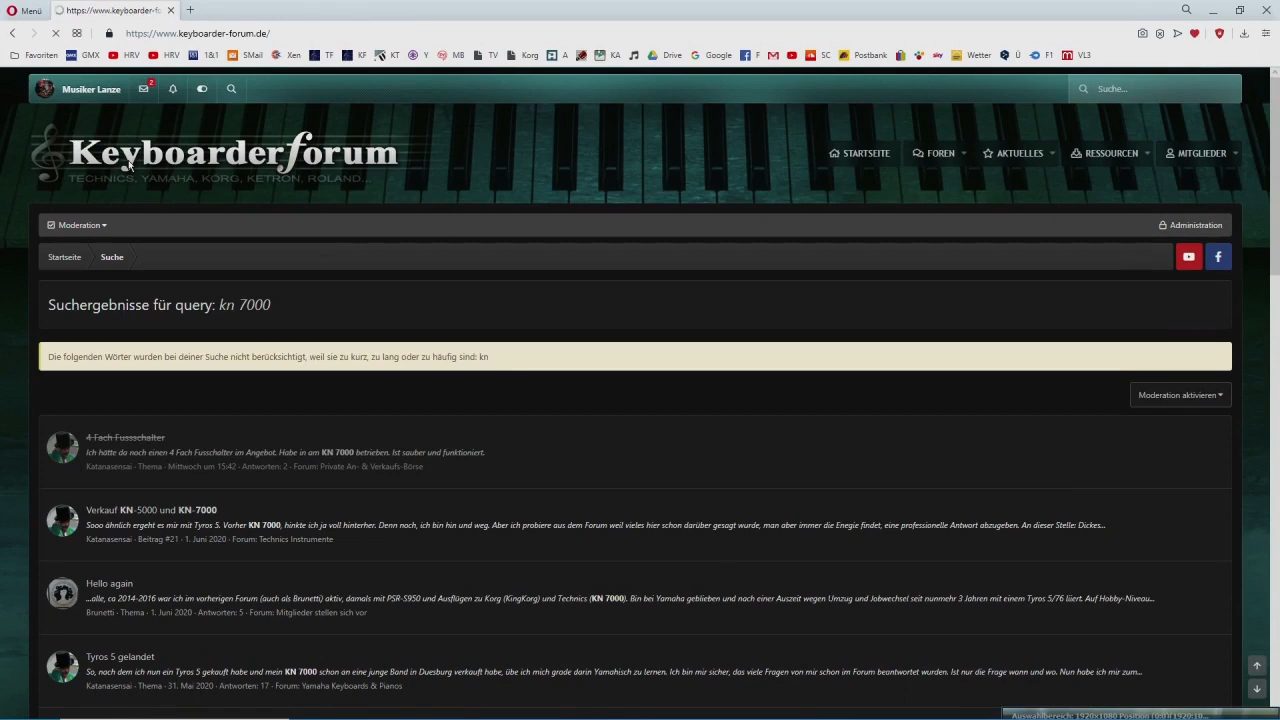 Menü
https://www.keyboarder-f
https://www.keyboarder-forum.de/
Favoriten GMX HRV HRV 1&1 SMail Xen TF KF KT Y MB TV Korg A KA Drive Google F M SC Postbank sky Wetter Ü F1 VL3
Musiker Lanze 2 Suche...
Keyboarderforum
TECHNICS, YAMAHA, KORG, KETRON, ROLAND...
STARTSEITE FOREN AKTUELLES RESSOURCEN MITGLIEDER
Moderation Administration
Startseite Suche
Suchergebnisse für query: kn 7000
Die folgenden Wörter wurden bei deiner Suche nicht berücksichtigt, weil sie zu kurz, zu lang oder zu häufig sind: kn
Moderation aktivieren
4 Fach Fussschalter
Ich hätte da noch einen 4 Fach Fusscholter im Angebot. Habe in am KN 7000 betrieben. Ist sauber und funktioniert.
Katanasensai · Thema · Mittwoch um 15:42 · Antworten: 2 · Forum: Private An- & Verkaufs-Börse
Verkauf KN-5000 und KN-7000
Sooo ähnlich ergeht es mir mit Tyros 5. Vorher KN 7000, hinkte ich ja voll hinterher. Denn noch, ich bin hin und weg. Aber ich probiere aus dem Forum weil vieles hier schon darüber gesagt wurde, man aber immer die Enegie findet, eine professionelle Antwort abzugeben. An dieser Stelle: Dickes...
Katanasensai · Beitrag #21 · 1. Juni 2020 · Forum: Technics Instrumente
Hello again
...alle, ca 2014-2016 war ich im vorherigen Forum (auch als Brunetti) aktiv, damals mit PSR-S950 und Ausflügen zu Korg (KingKorg) und Technics (KN 7000). Bin bei Yamaha geblieben und nach einer Auszeit wegen Umzug und Jobwechsel seit nunmehr 3 Jahren mit einem Tyros 5/76 liiert. Auf Hobby-Niveau...
Brunetti · Thema · 1. Juni 2020 · Antworten: 5 · Forum: Mitglieder stellen sich vor
Tyros 5 gelandet
So, nach dem ich nun ein Tyros 5 gekauft habe und mein KN 7000 schon an eine junge Band in Duesburg verkauft habe, übe ich mich grade darin Yamahisch zu lernen. Ich bin mir sicher, das viele Fragen von mir schon im Forum beantwortet wurden. Ist nur die Frage wann und wo. Nun habe ich mir zum...
Katanasensai · Thema · 31. Mai 2020 · Antworten: 17 · Forum: Yamaha Keyboards & Pianos
Auswahlbereich: 1920x1080 Position (0:0)(1920:10...